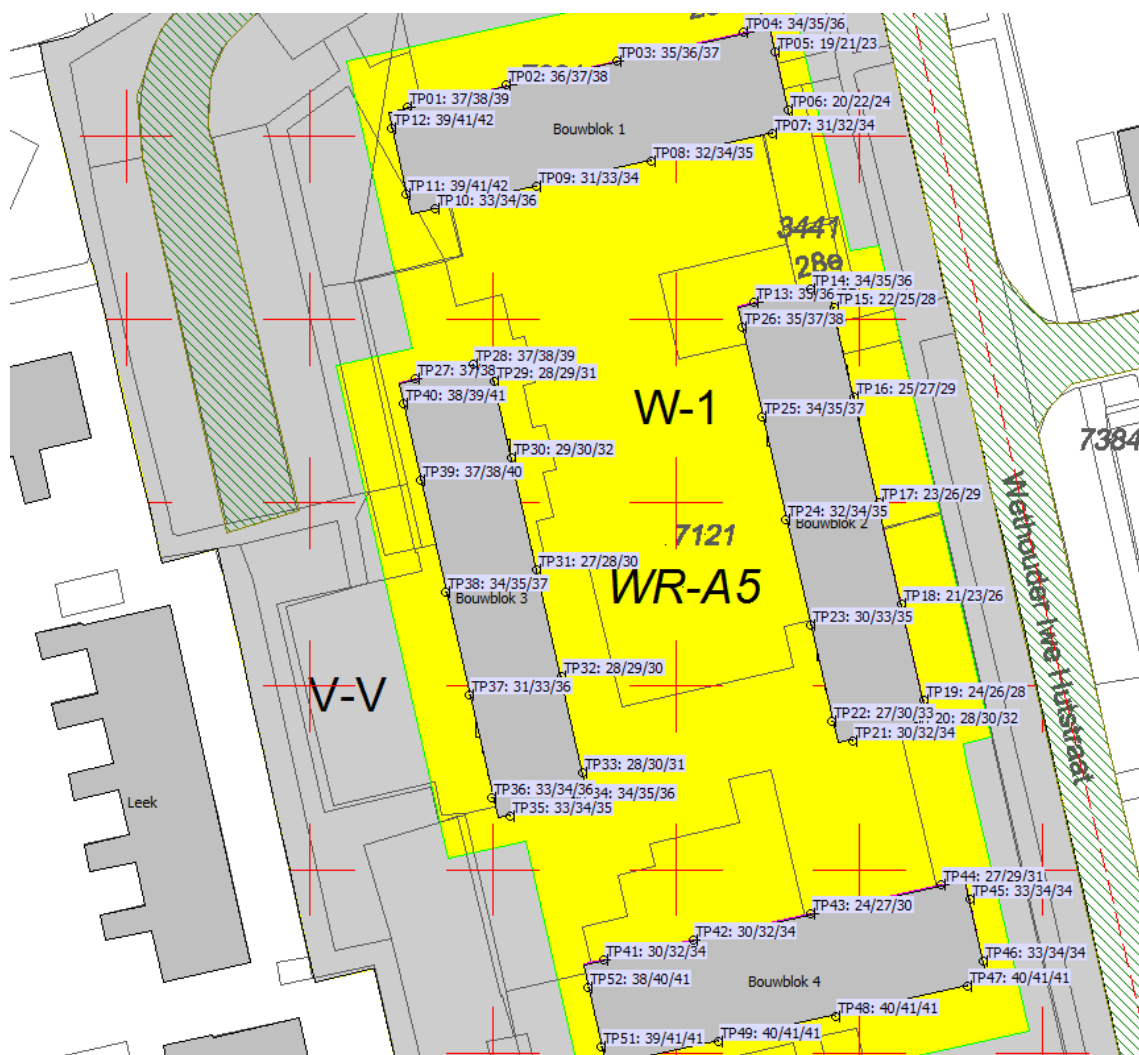 TP04: 34/35/36
TP05: 19/21/23
TP03: 35/36/37
TP02: 36/37/38
TP01: 37/38/39
TP06: 20/22/24
TP12: 39/41/42
Bouwblok 1
TP07: 31/32/34
TP08: 32/34/35
TP09: 31/33/34
TP11: 39/41/42
TP10: 33/34/36
3441
28e
TP14: 34/35/36
TP13: 35/36
TP15: 22/25/28
TP26: 35/37/38
TP28: 37/38/39
TP27: 37/38
TP29: 28/29/31
TP16: 25/27/29
TP40: 38/39/41
W-1
TP25: 34/35/37
7384
TP30: 29/30/32
TP39: 37/38/40
TP17: 23/26/29
TP24: 32/34/35
Bouwblok 2
7121
TP31: 27/28/30
WR-A5
TP38: 34/35/37
Bouwblok 3
TP18: 21/23/26
TP23: 30/33/35
Wethouder Iwe Hutstraat
TP32: 28/29/30
V-V
TP37: 31/33/36
TP19: 24/26/28
TP22: 27/30/33
20: 28/30/32
TP21: 30/32/34
TP33: 28/30/31
TP36: 33/34/36
34: 34/35/36
Leek
TP35: 33/34/35
TP44: 27/29/31
TP45: 33/34/34
TP43: 24/27/30
TP42: 30/32/34
TP41: 30/32/34
TP46: 33/34/34
TP52: 38/40/41
Bouwblok 4
TP47: 40/41/41
TP48: 40/41/41
TP51: 39/41/41
TP49: 40/41/41